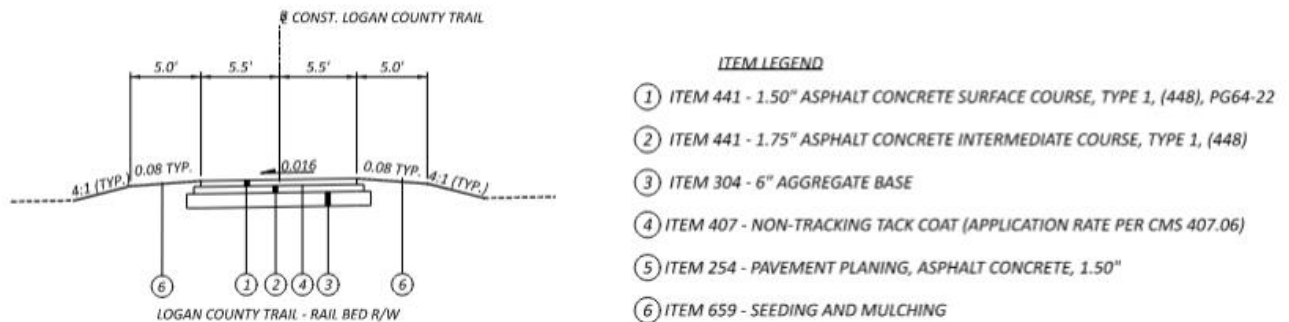 ℄ CONST. LOGAN COUNTY TRAIL
5.0' 5.5' 5.5' 5.0'
4:1 (TYP.) 0.08 TYP. 0.016 0.08 TYP. 4:1 (TYP.)
6 1 2 4 3 6
LOGAN COUNTY TRAIL - RAIL BED R/W
ITEM LEGEND
1 ITEM 441 - 1.50" ASPHALT CONCRETE SURFACE COURSE, TYPE 1, (448), PG64-22
2 ITEM 441 - 1.75" ASPHALT CONCRETE INTERMEDIATE COURSE, TYPE 1, (448)
3 ITEM 304 - 6" AGGREGATE BASE
4 ITEM 407 - NON-TRACKING TACK COAT (APPLICATION RATE PER CMS 407.06)
5 ITEM 254 - PAVEMENT PLANING, ASPHALT CONCRETE, 1.50"
6 ITEM 659 - SEEDING AND MULCHING